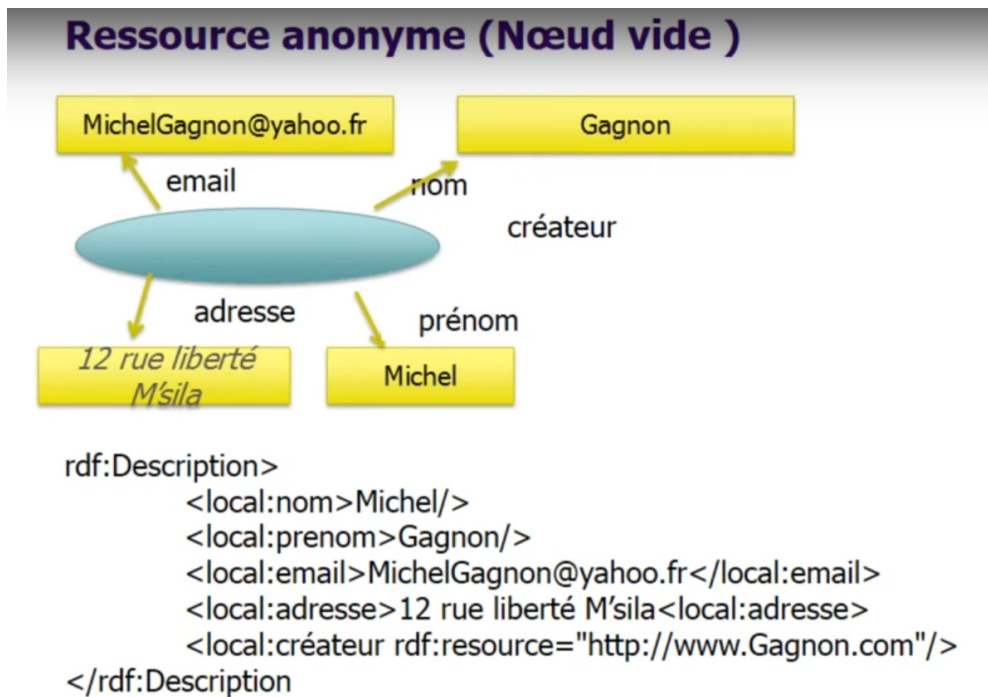 Ressource anonyme (Nœud vide )
MichelGagnon@yahoo.fr
Gagnon
email
nom
créateur
adresse
prénom
12 rue liberté
M'sila
Michel
rdf:Description>
<local:nom>Michel/>
<local:prenom>Gagnon/>
<local:email>MichelGagnon@yahoo.fr</local:email>
<local:adresse>12 rue liberté M'sila<local:adresse>
<local:créateur rdf:resource="http://www.Gagnon.com"/>
</rdf:Description